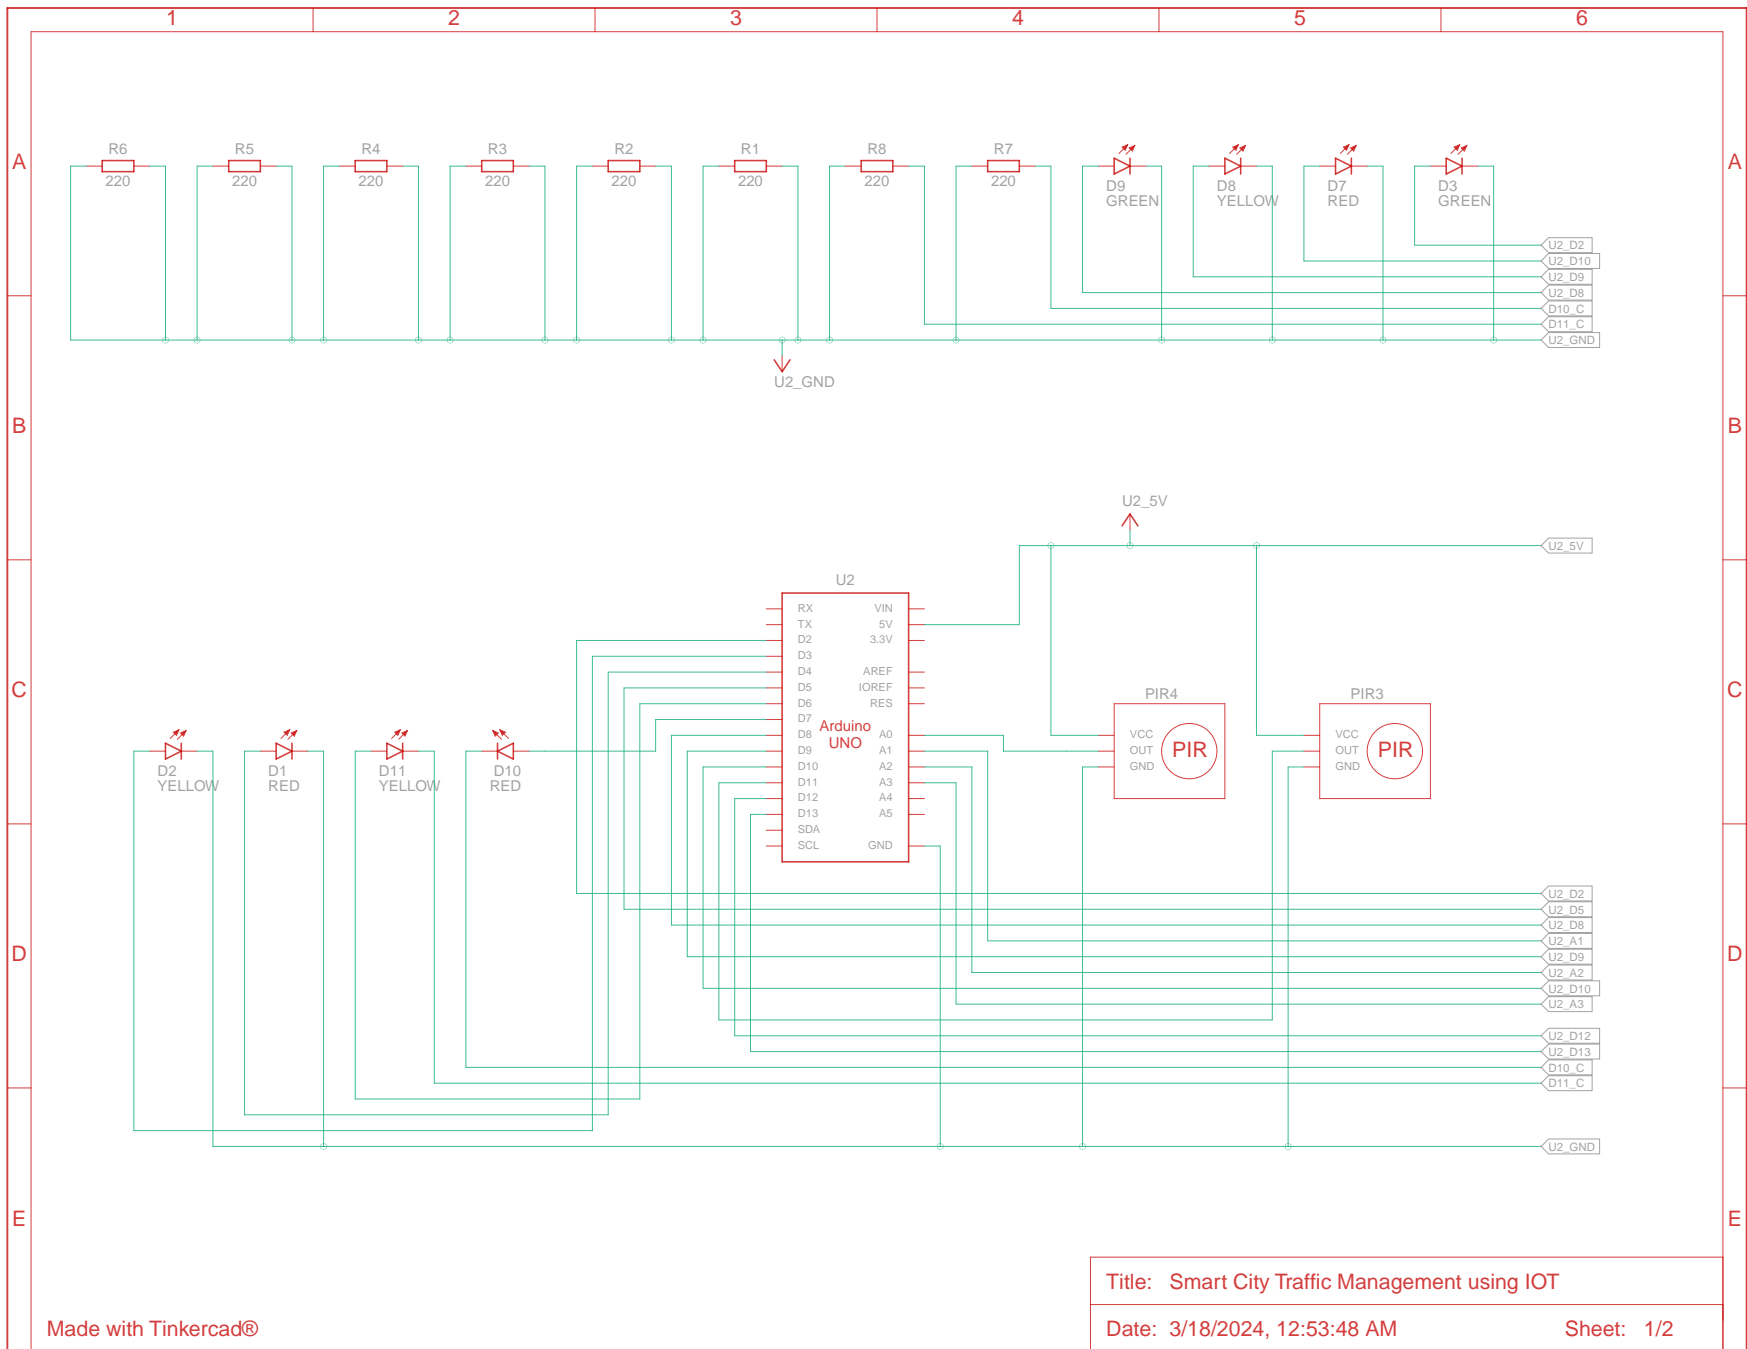 1 2 3 4 5 6
A A
R6 R5 R4 R3 R2 R1 R8 R7
220 220 220 220 220 220 220 220
D9 D8 D7 D3
GREEN YELLOW RED GREEN
U2_D2
U2_D10
U2_D9
U2_D8
D10_C
D11_C
U2_GND
U2_GND
B B
U2_5V
U2_5V
U2
RX VIN
TX 5V
D2 3.3V
D3
D4 AREF
D5 IOREF
D6 RES
D7
D8 A0
D9 A1
D10 A2
D11 A3
D12 A4
D13 A5
SDA
SCL GND
Arduino
UNO
C C
PIR4 PIR3
VCC VCC
OUT OUT
GND GND
PIR PIR
D2 D1 D11 D10
YELLOW RED YELLOW RED
U2_D2
U2_D5
U2_D8
U2_A1
U2_D9
U2_A2
U2_D10
U2_A3
U2_D12
U2_D13
D10_C
D11_C
U2_GND
D D
E E
Title: Smart City Traffic Management using IOT
Made with Tinkercad®
Date: 3/18/2024, 12:53:48 AM Sheet: 1/2